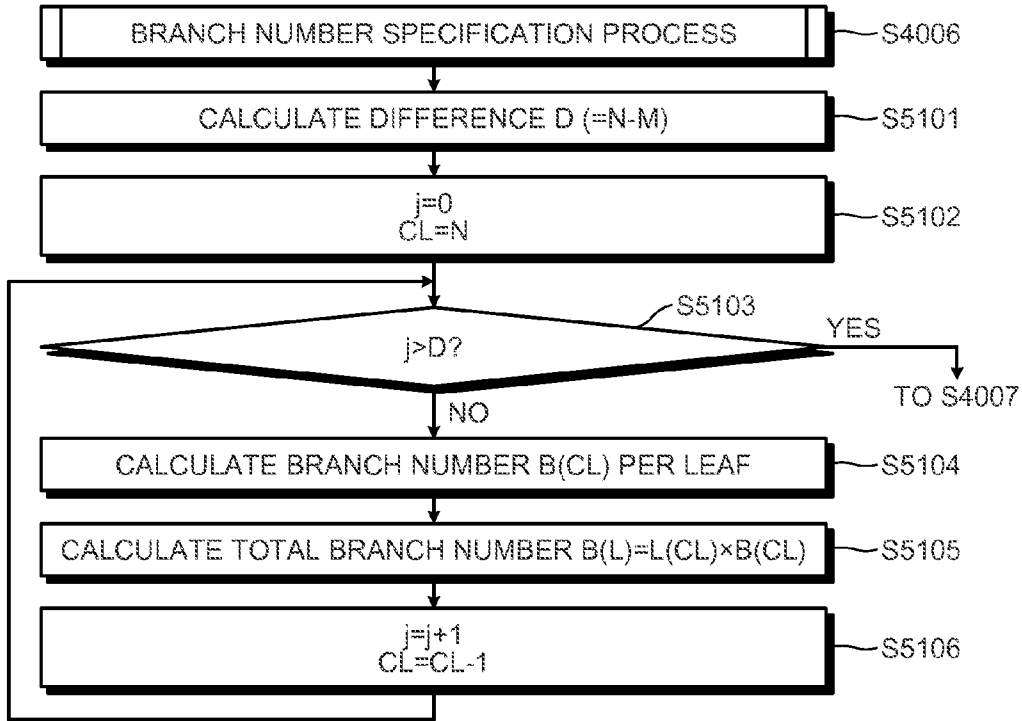 BRANCH NUMBER SPECIFICATION PROCESS
S4006
CALCULATE DIFFERENCE D (=N-M)
S5101
j=0
CL=N
S5102
S5103
j>D?
YES
TO S4007
NO
CALCULATE BRANCH NUMBER B(CL) PER LEAF
S5104
CALCULATE TOTAL BRANCH NUMBER B(L)=L(CL)×B(CL)
S5105
j=j+1
CL=CL-1
S5106